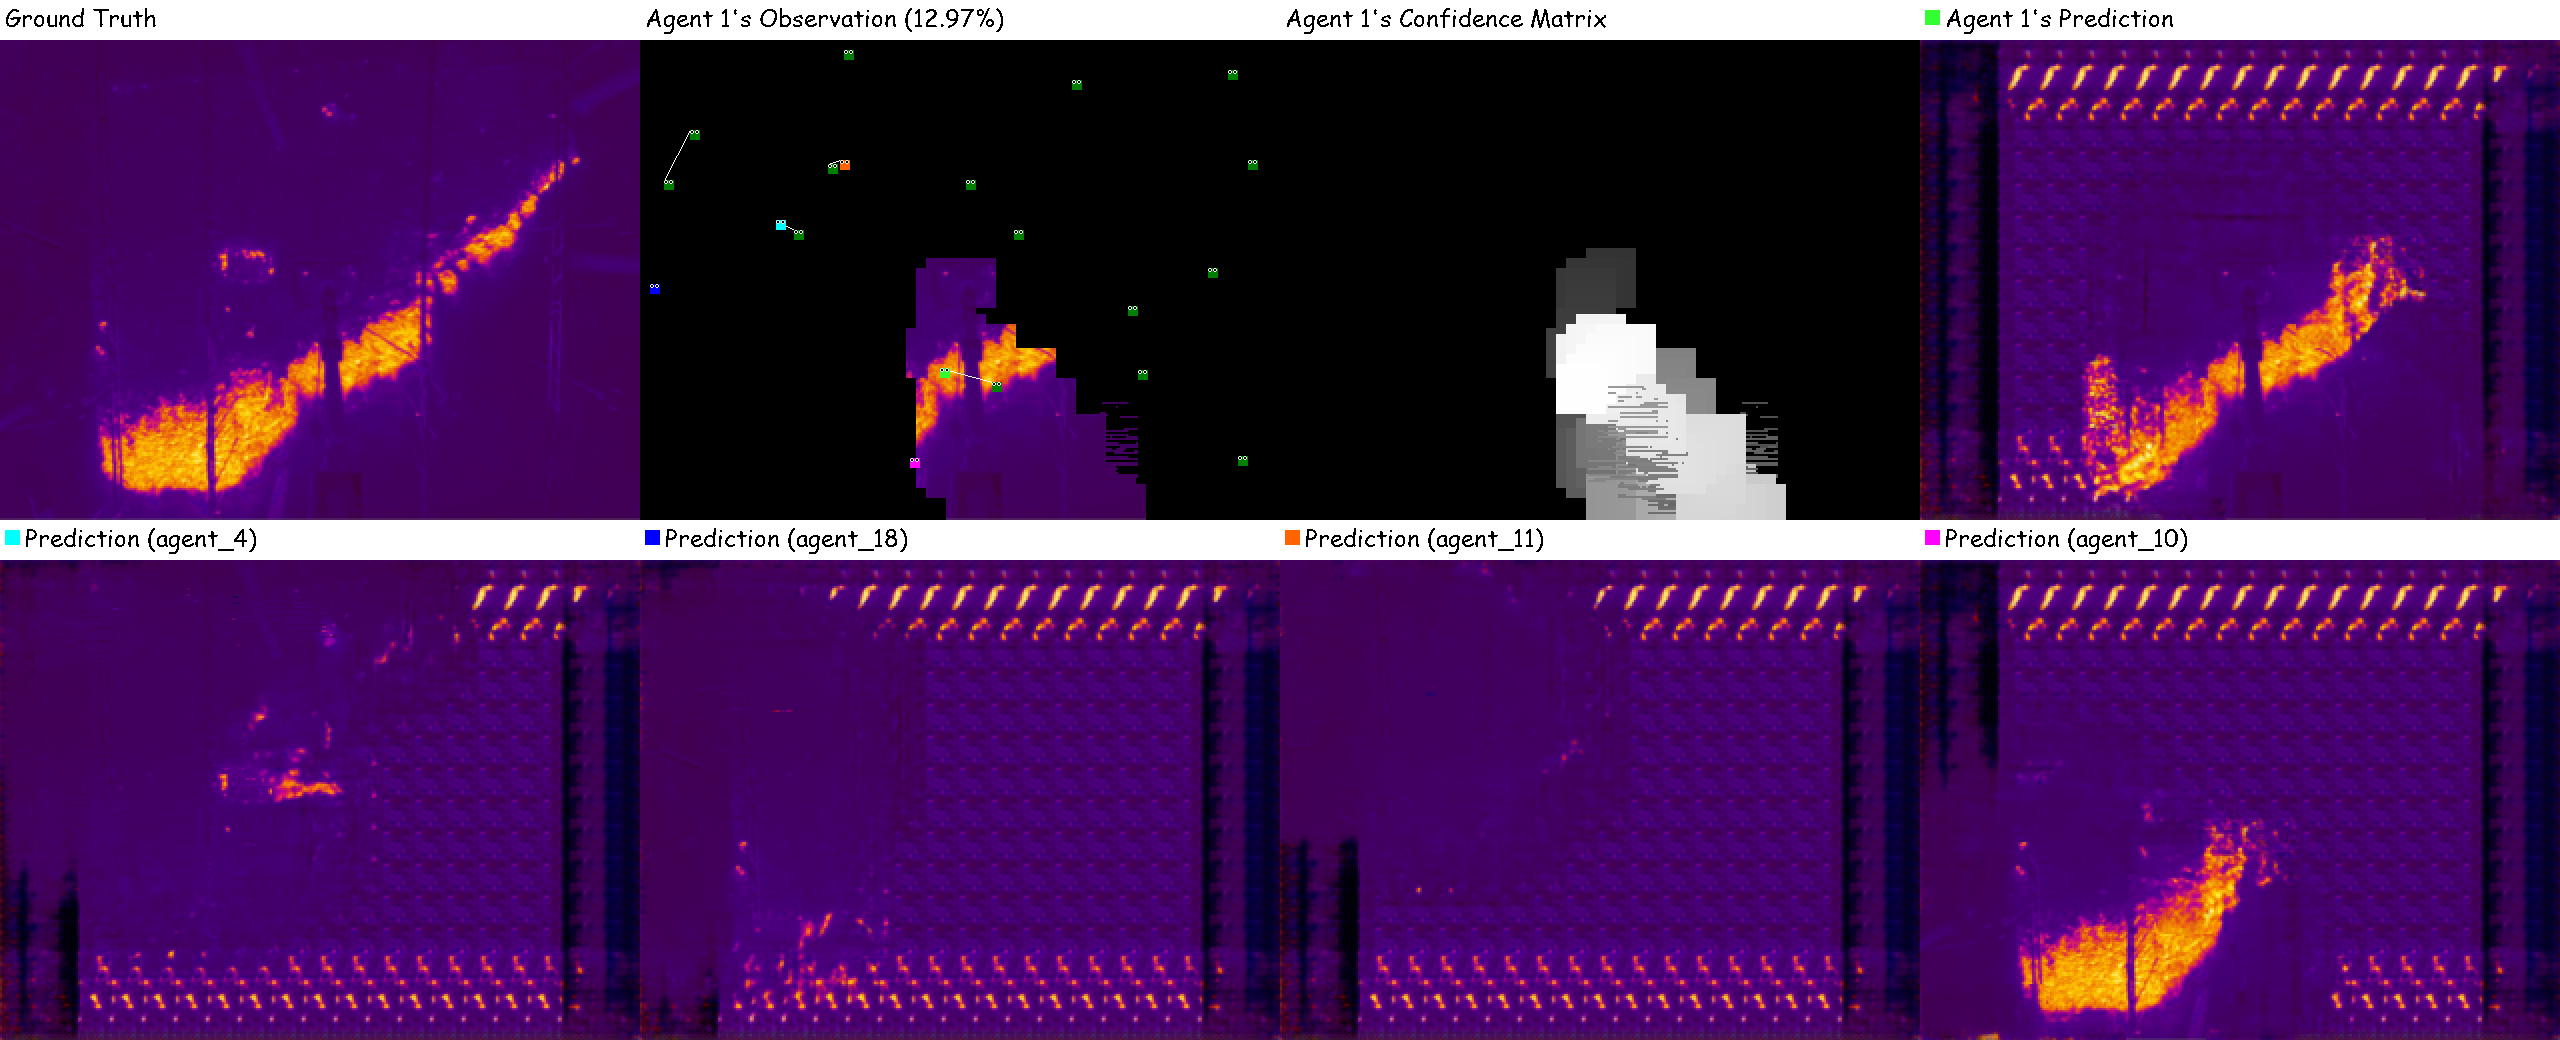 Ground Truth
Agent 1's Observation (12.97%)
Agent 1's Confidence Matrix
Agent 1's Prediction
Prediction (agent_4)
Prediction (agent_18)
Prediction (agent_11)
Prediction (agent_10)